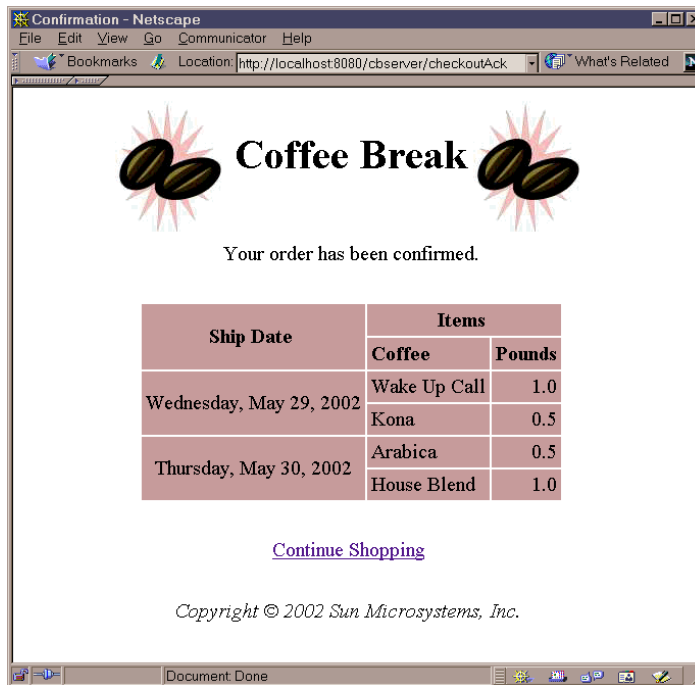 Confirmation - Netscape
File Edit View Go Communicator Help
Bookmarks Location: http://localhost:8080/cbserver/checkoutAck What's Related N
Coffee Break
Your order has been confirmed.
Ship Date Items
Coffee Pounds
Wednesday, May 29, 2002 Wake Up Call 1.0
Kona 0.5
Thursday, May 30, 2002 Arabica 0.5
House Blend 1.0
Continue Shopping
Copyright © 2002 Sun Microsystems, Inc.
Document: Done